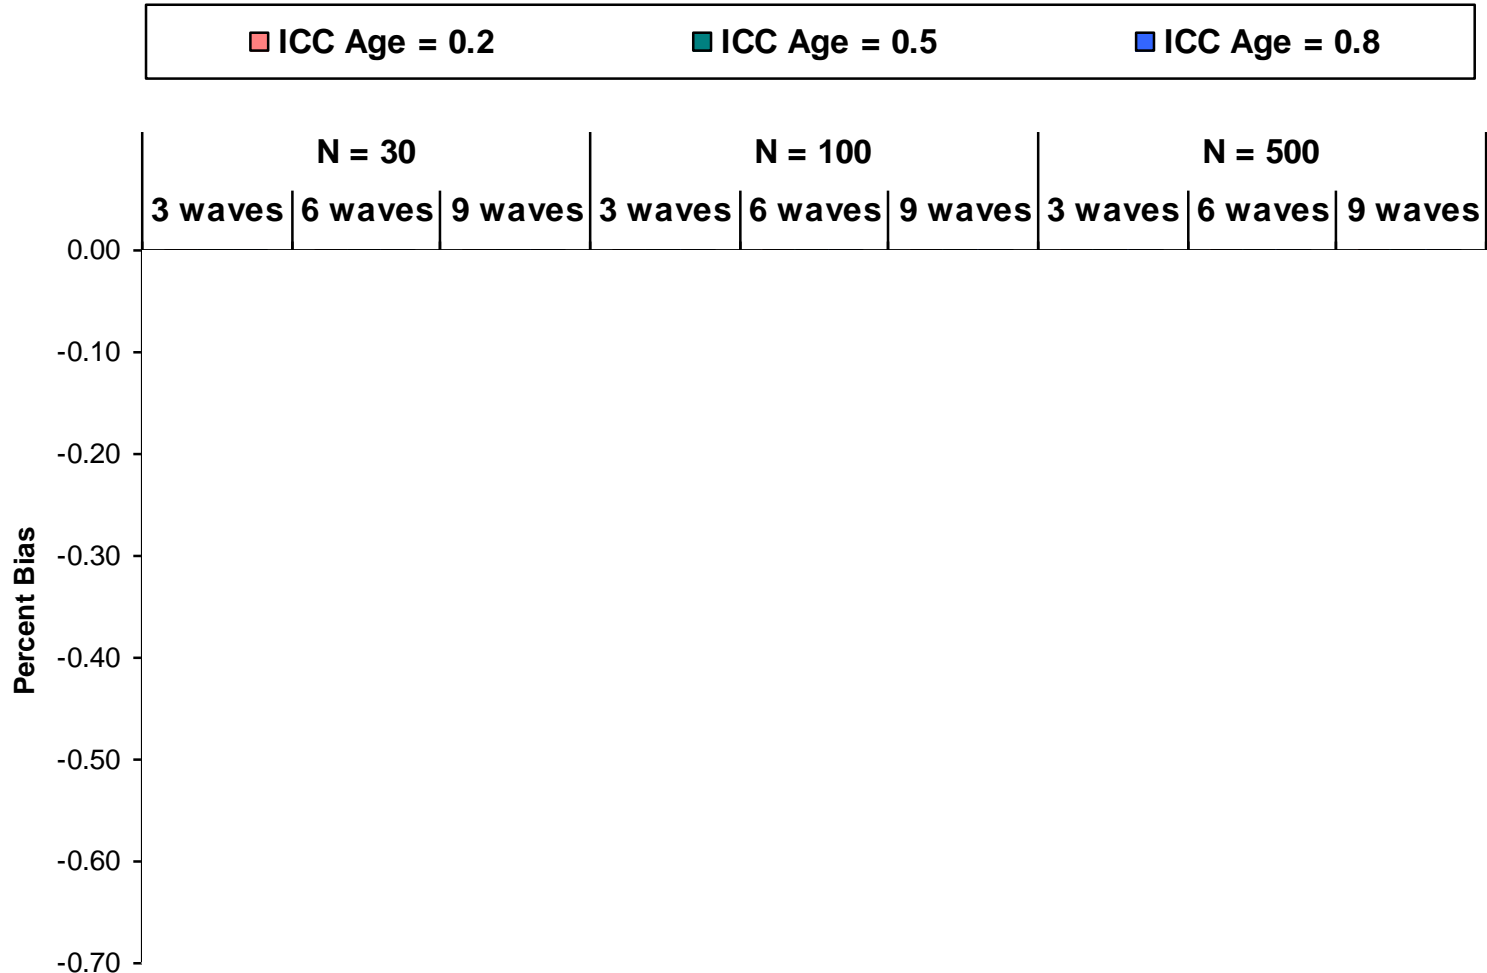 ICC Age = 0.2 ICC Age = 0.5 ICC Age = 0.8
N = 30 N = 100 N = 500
3 waves 6 waves 9 waves 3 waves 6 waves 9 waves 3 waves 6 waves 9 waves
0.00
-0.10
-0.20
-0.30
-0.40
-0.50
-0.60
-0.70
Percent Bias